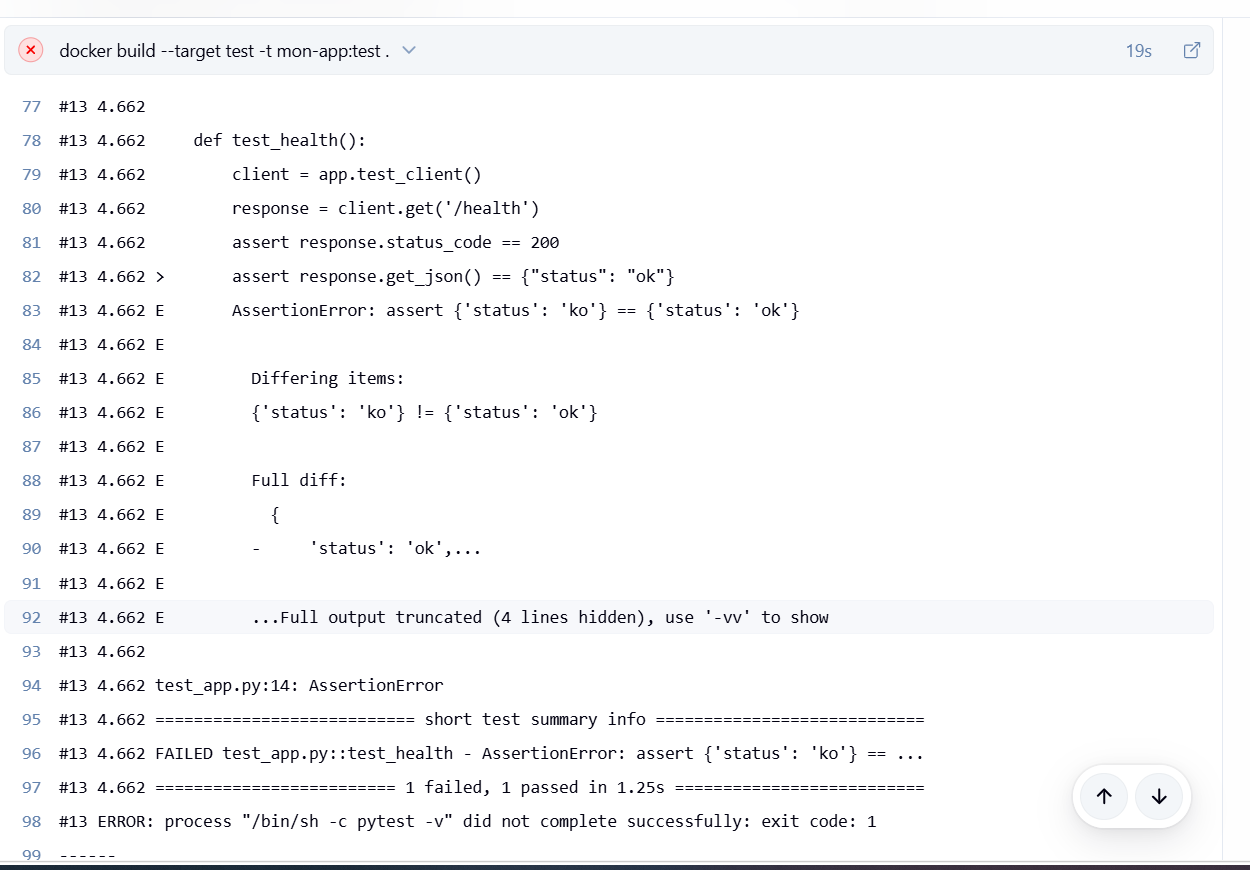 docker build --target test -t mon-app:test .
19s
77 #13 4.662
78 #13 4.662     def test_health():
79 #13 4.662         client = app.test_client()
80 #13 4.662         response = client.get('/health')
81 #13 4.662         assert response.status_code == 200
82 #13 4.662 >       assert response.get_json() == {"status": "ok"}
83 #13 4.662 E       AssertionError: assert {'status': 'ko'} == {'status': 'ok'}
84 #13 4.662 E
85 #13 4.662 E         Differing items:
86 #13 4.662 E         {'status': 'ko'} != {'status': 'ok'}
87 #13 4.662 E
88 #13 4.662 E         Full diff:
89 #13 4.662 E           {
90 #13 4.662 E         -     'status': 'ok',...
91 #13 4.662 E
92 #13 4.662 E         ...Full output truncated (4 lines hidden), use '-vv' to show
93 #13 4.662
94 #13 4.662 test_app.py:14: AssertionError
95 #13 4.662 =========================== short test summary info ============================
96 #13 4.662 FAILED test_app.py::test_health - AssertionError: assert {'status': 'ko'} == ...
97 #13 4.662 ========================= 1 failed, 1 passed in 1.25s ==========================
98 #13 ERROR: process "/bin/sh -c pytest -v" did not complete successfully: exit code: 1
99 ------